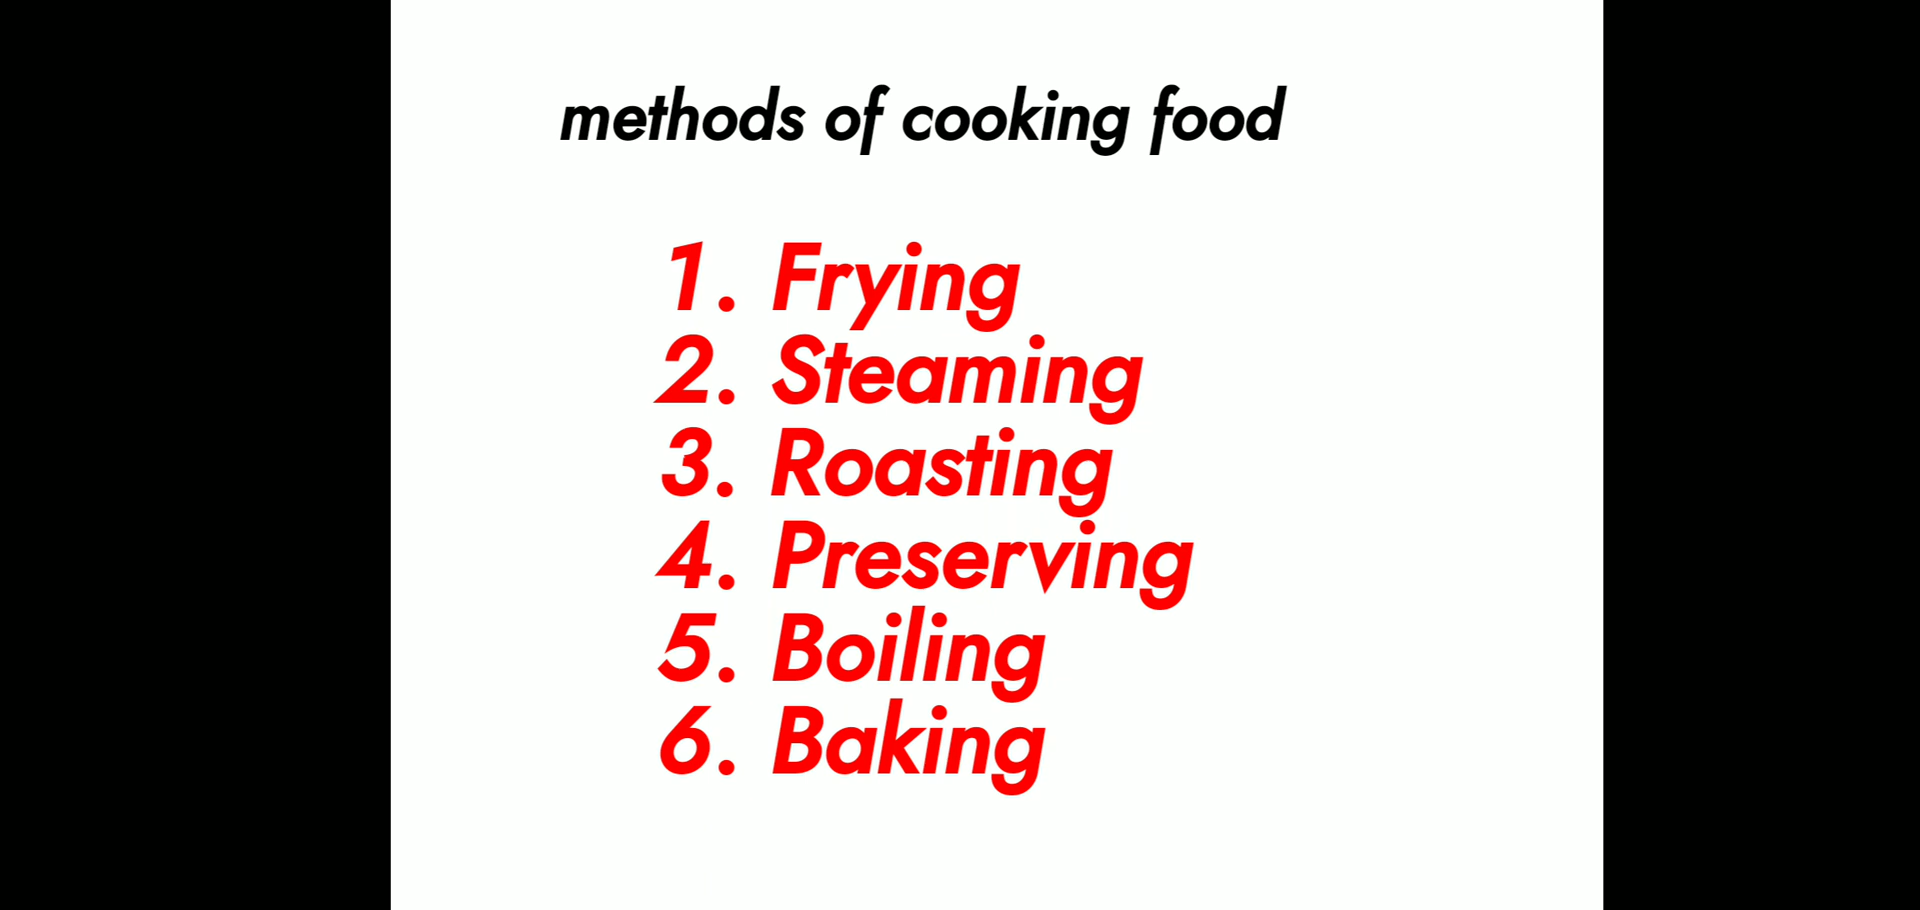 methods of cooking food
1. Frying
2. Steaming
3. Roasting
4. Preserving
5. Boiling
6. Baking